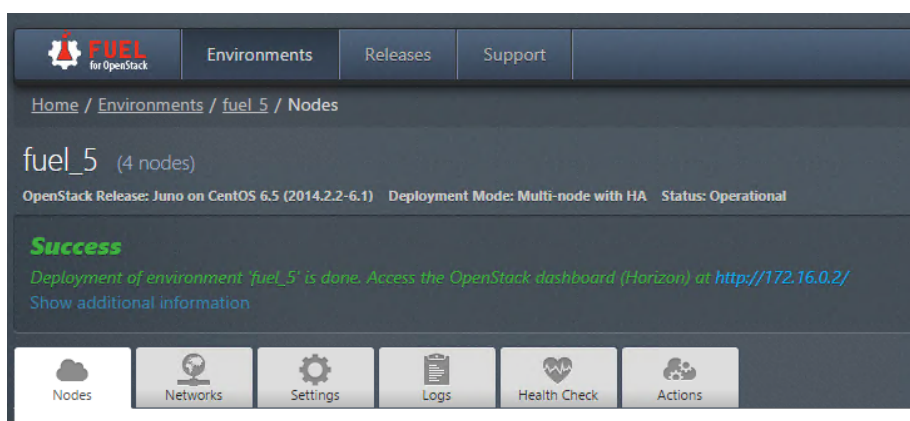 FUEL
for OpenStack
Environments Releases Support
Home / Environments / fuel_5 / Nodes
fuel_5 (4 nodes)
OpenStack Release: Juno on CentOS 6.5 (2014.2.2-6.1) Deployment Mode: Multi-node with HA Status: Operational
Success
Deployment of environment 'fuel_5' is done. Access the OpenStack dashboard (Horizon) at http://172.16.0.2/
Show additional information
Nodes Networks Settings Logs Health Check Actions